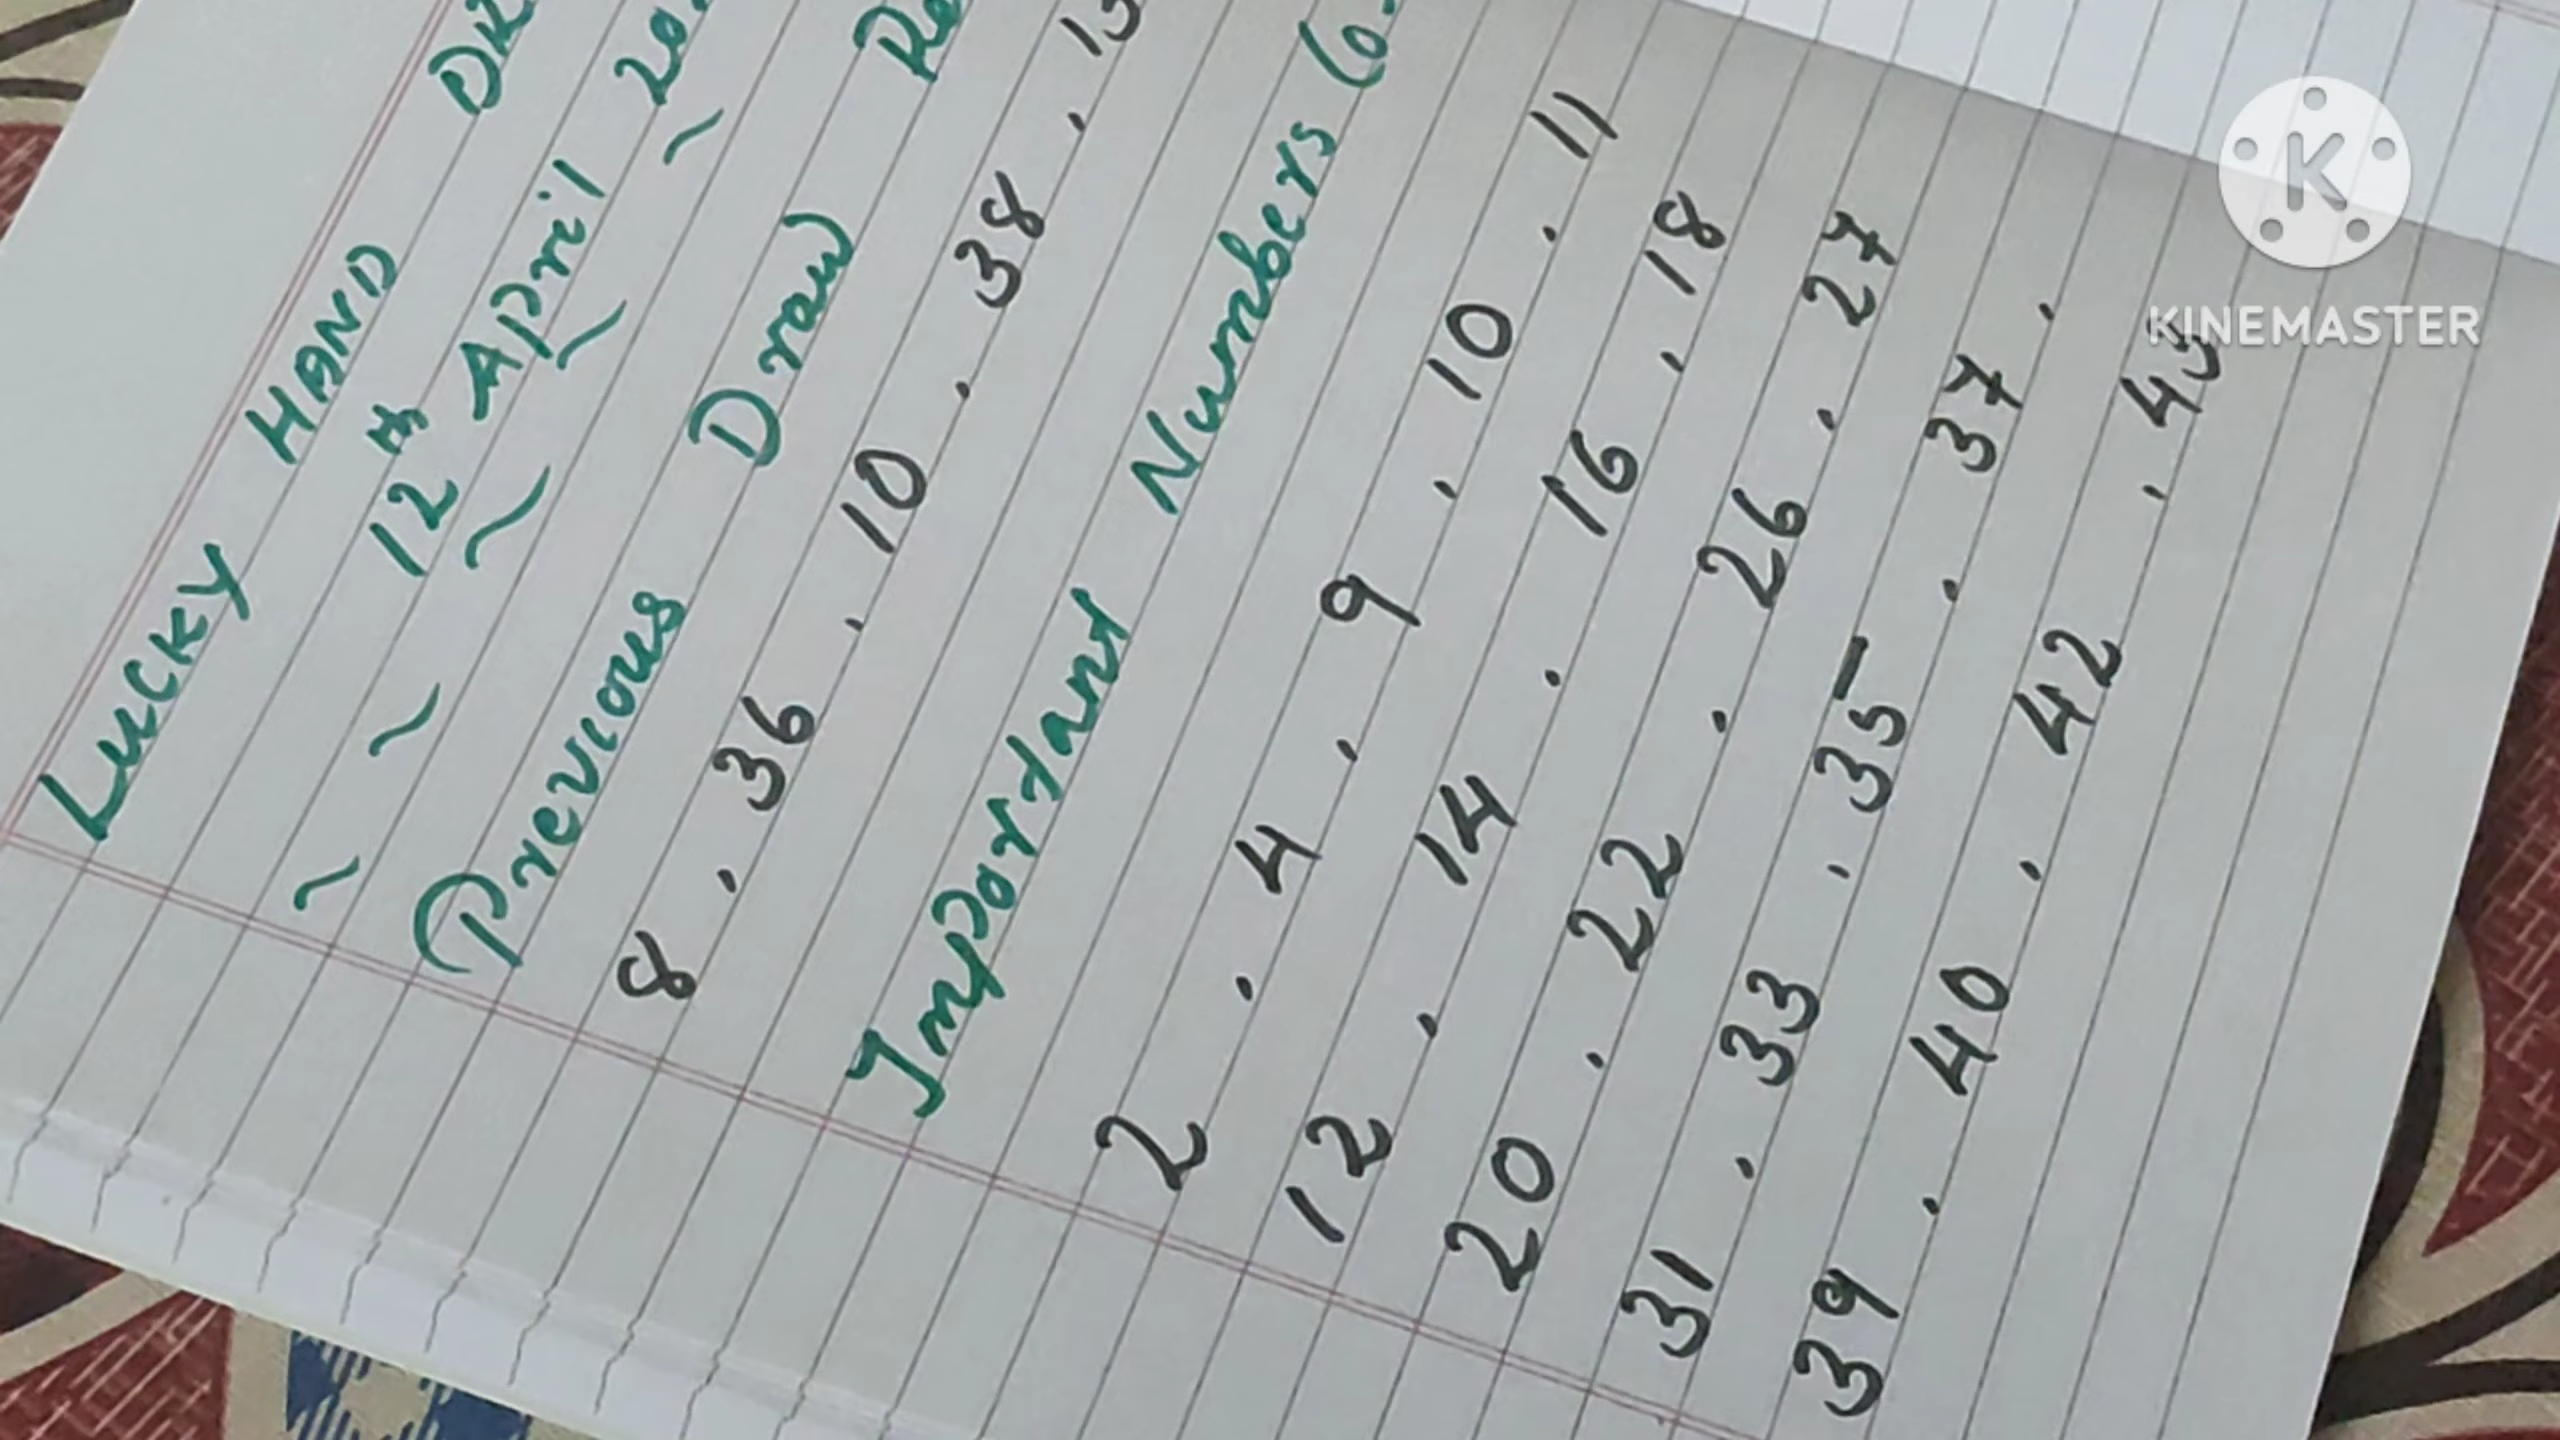 LUCKY HAND
12th April
Previous Draw
8 . 36 . 10 . 38 .
Important Numbers
2 . 4 . 9 . 10 . 11
12 . 14 . 16 . 18
20 . 22 . 26 . 27
31 . 33 . 35 . 37 .
39 . 40 . 42 .
K
KINEMASTER